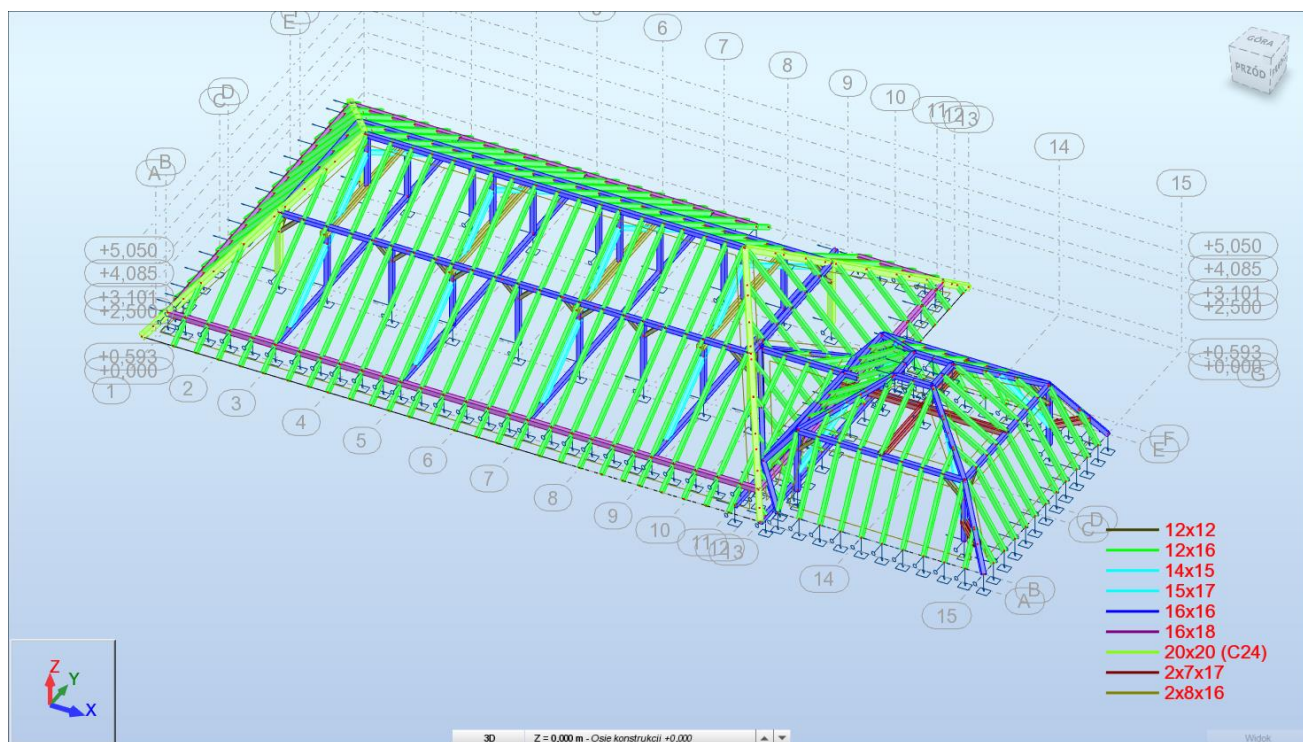 E
6
7
8
9
10
11
12
13
14
15
GÓRA
PRZÓD
D
C
B
A
+5,050
+4,085
+3,101
+2,500
+0,593
+0,000
+5,050
+4,085
+3,101
+2,500
+0,593
+0,000
G
1
2
3
4
5
6
7
8
9
10
11
12
13
14
15
F
E
D
C
B
A
12x12
12x16
14x15
15x17
16x16
16x18
20x20 (C24)
2x7x17
2x8x16
Z
Y
X
3D Z = 0,000 m - Osie konstrukcji +0,000
Widok